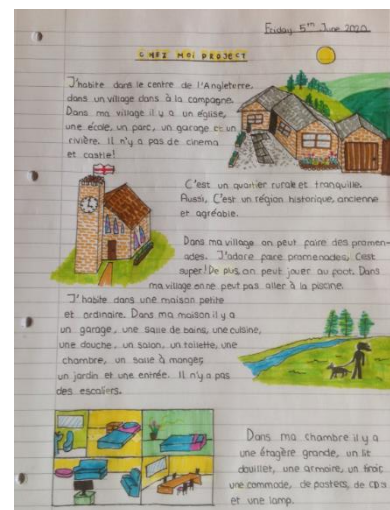 Friday 5th June 2020
CHEZ MOI PROJECT
J'habite dans le centre de l'Angleterre,
dans un village dans à la campagne.
Dans ma village il y a un église,
une école, un parc, un garage et un
rivière. Il n'y a pas de cinema
et castle!
C'est un quartier rurale et tranquille.
Aussi, C'est un région historique, ancienne
et agréable.
Dans ma village on peut faire des promen-
ades. J'adore faire promenades, C'est
super! De plus on peut jouer au foot. Dans
ma village on ne peut pas aller à la piscine.
J'habite dans une maison petite
et ordinaire. Dans ma maison il y a
un garage, une salle de bains, une cuisine,
une douche, un salon, un toilette, une
chambre, un salle à manger,
un jardin et une entrée. Il n'y a pas
des escaliers.
Dans ma chambre il y a
une étagère grande, un lit
douillet, une armoire, un tiroir
une commode, de posters, de CDs
et une lamp.